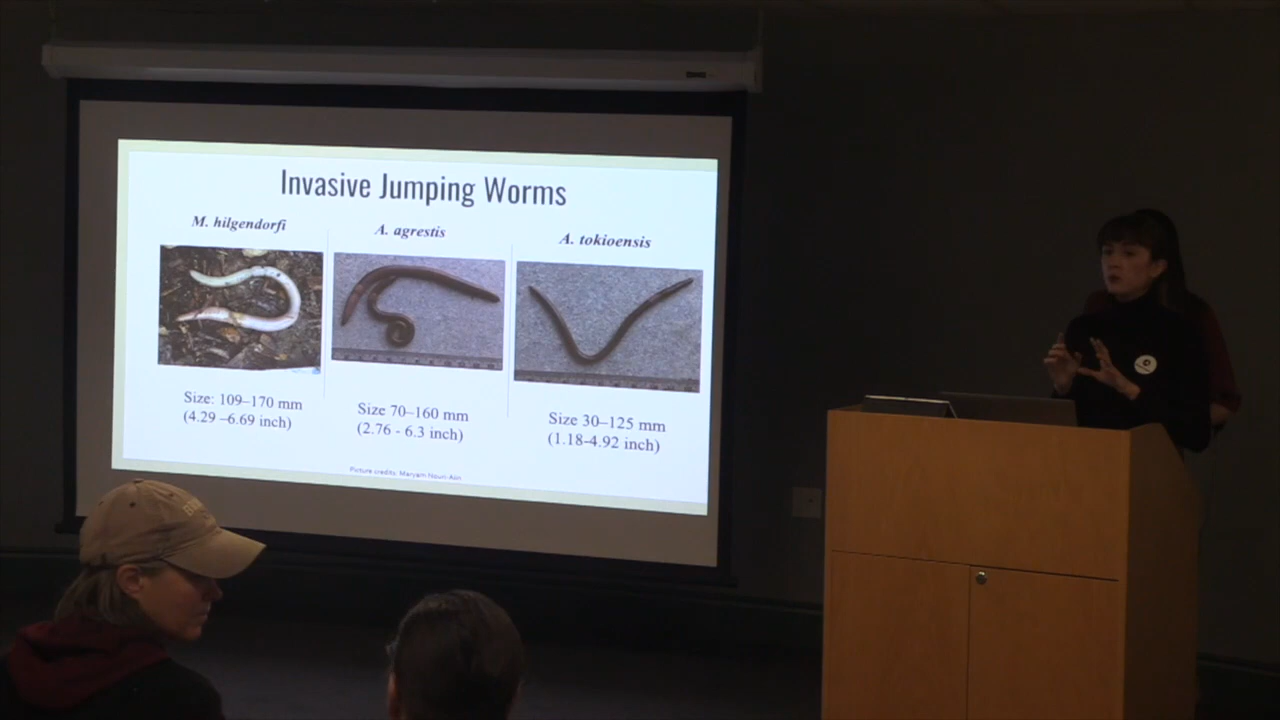 Invasive Jumping Worms
M. hilgendorfi
A. agrestis
A. tokioensis
Size: 109–170 mm
(4.29 –6.69 inch)
Size 70–160 mm
(2.76 - 6.3 inch)
Size 30–125 mm
(1.18-4.92 inch)
Picture credits: Maryam Nouri-Aiin